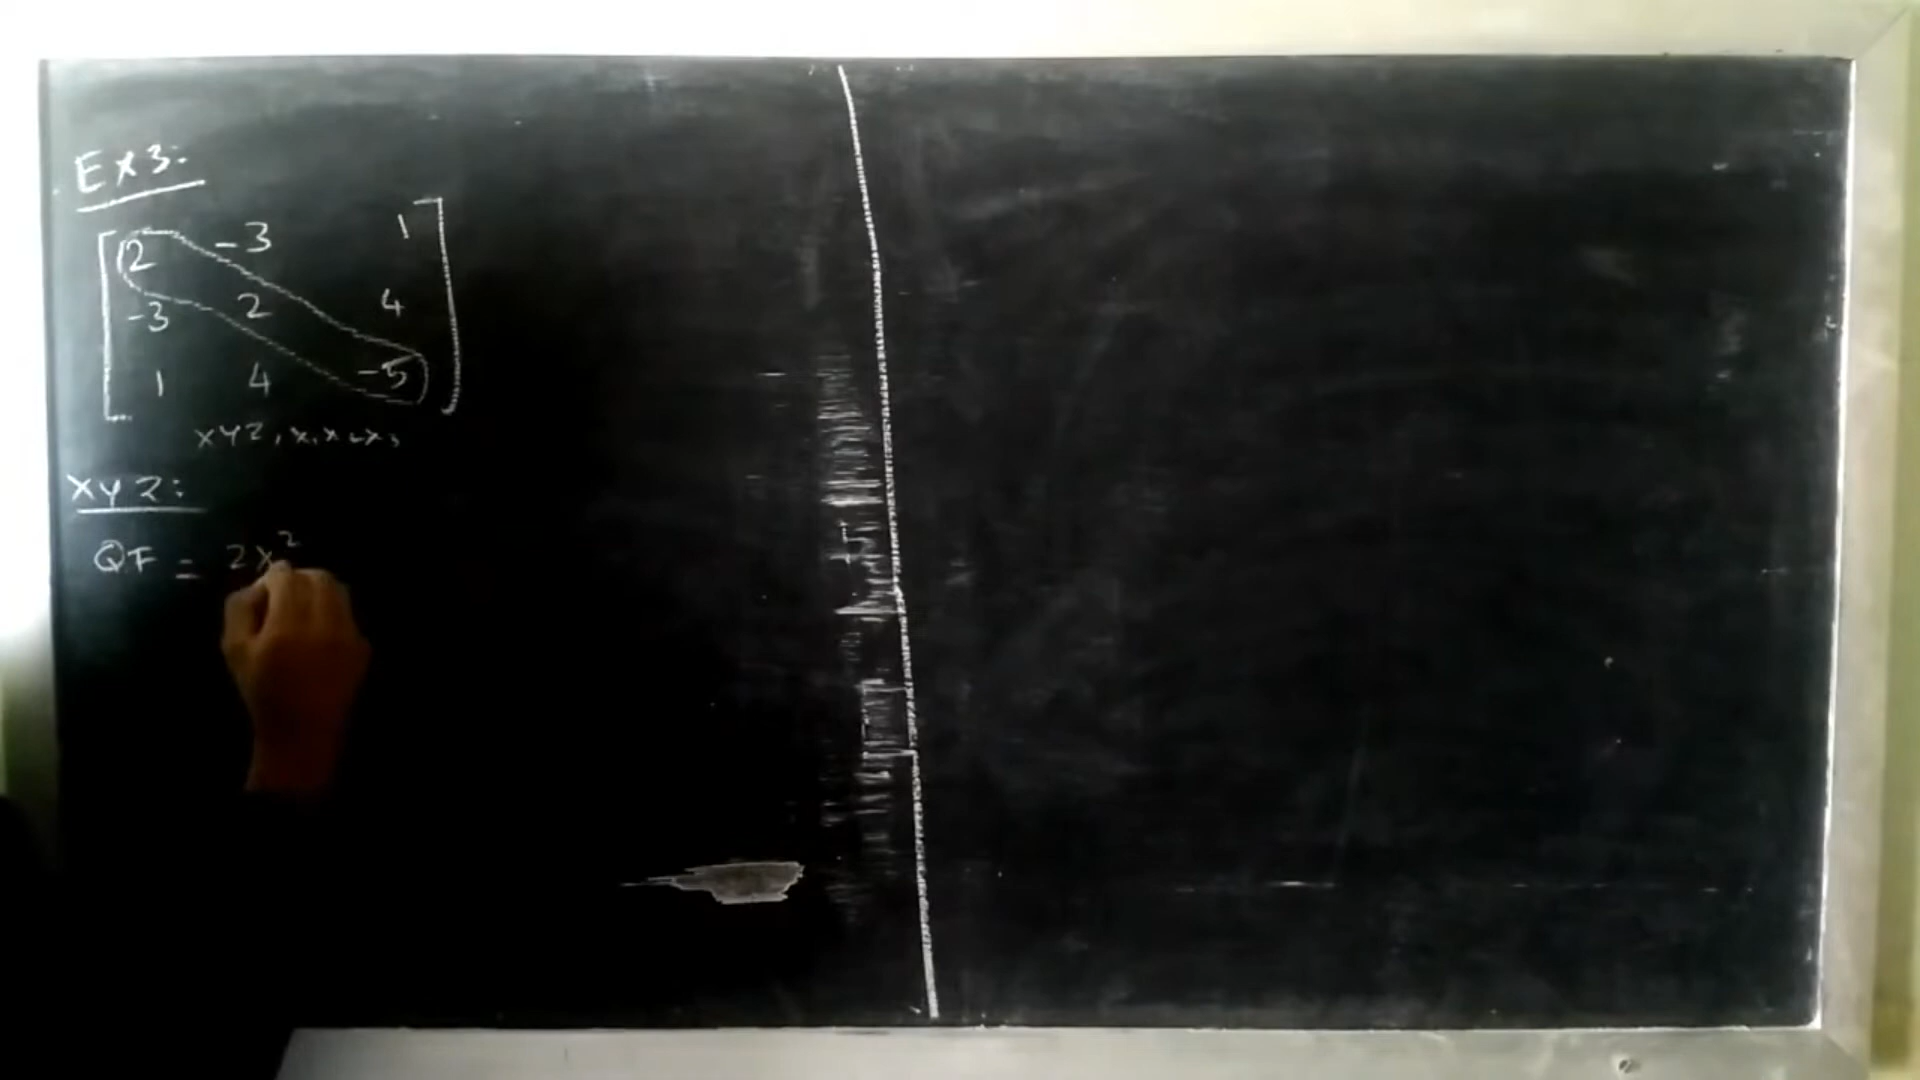 Ex3:
2 -3 1
-3 2 4
1 4 -5
xyz, x₁x₂x₃
xyz:
QF = 2x²